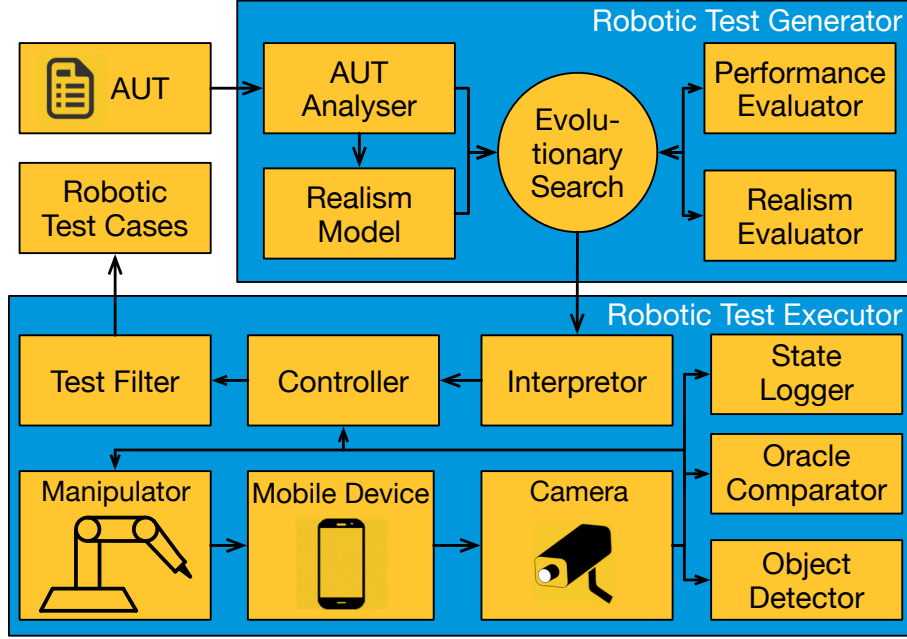 Robotic Test Generator
AUT
AUT
Analyser
Evolu-
tionary
Search
Performance
Evaluator
Robotic
Test Cases
Realism
Model
Realism
Evaluator
Robotic Test Executor
Test Filter
Controller
Interpretor
State
Logger
Manipulator
Mobile Device
Camera
Oracle
Comparator
Object
Detector